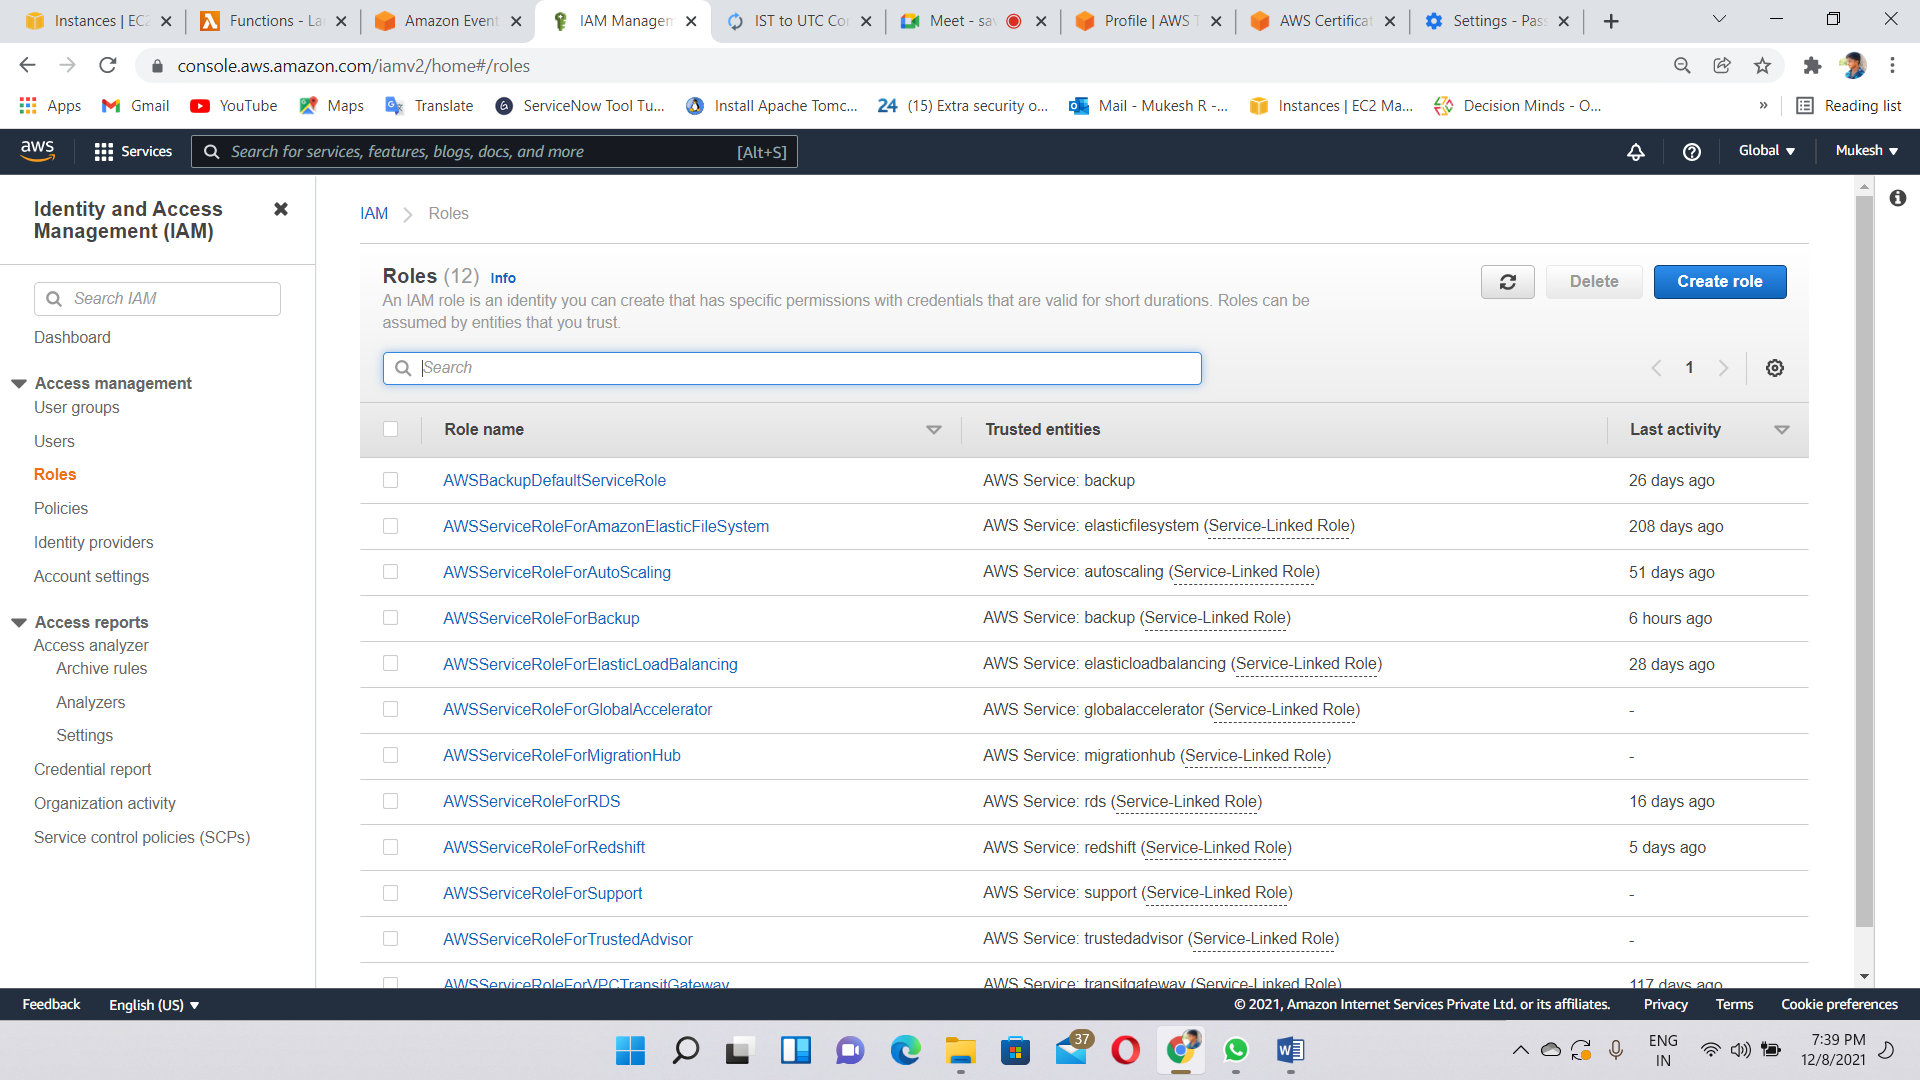 Instances | EC2
Functions - La
Amazon Event
IAM Managem
IST to UTC Co
Meet - sa
Profile | AWS T
AWS Certificat
Settings - Pass
console.aws.amazon.com/iamv2/home#/roles
Apps
Gmail
YouTube
Maps
Translate
ServiceNow Tool Tu...
Install Apache Tomc...
24 (15) Extra security o...
Mail - Mukesh R -...
Instances | EC2 Ma...
Decision Minds - O...
»
Reading list
aws
Services
Search for services, features, blogs, docs, and more [Alt+S]
Global
Mukesh
Identity and Access
Management (IAM)
Search IAM
Dashboard
Access management
User groups
Users
Roles
Policies
Identity providers
Account settings
Access reports
Access analyzer
Archive rules
Analyzers
Settings
Credential report
Organization activity
Service control policies (SCPs)
IAM > Roles
Roles (12) Info
An IAM role is an identity you can create that has specific permissions with credentials that are valid for short durations. Roles can be
assumed by entities that you trust.
Delete
Create role
Search
1
Role name Trusted entities Last activity
AWSBackupDefaultServiceRole AWS Service: backup 26 days ago
AWSServiceRoleForAmazonElasticFileSystem AWS Service: elasticfilesystem (Service-Linked Role) 208 days ago
AWSServiceRoleForAutoScaling AWS Service: autoscaling (Service-Linked Role) 51 days ago
AWSServiceRoleForBackup AWS Service: backup (Service-Linked Role) 6 hours ago
AWSServiceRoleForElasticLoadBalancing AWS Service: elasticloadbalancing (Service-Linked Role) 28 days ago
AWSServiceRoleForGlobalAccelerator AWS Service: globalaccelerator (Service-Linked Role) -
AWSServiceRoleForMigrationHub AWS Service: migrationhub (Service-Linked Role) -
AWSServiceRoleForRDS AWS Service: rds (Service-Linked Role) 16 days ago
AWSServiceRoleForRedshift AWS Service: redshift (Service-Linked Role) 5 days ago
AWSServiceRoleForSupport AWS Service: support (Service-Linked Role) -
AWSServiceRoleForTrustedAdvisor AWS Service: trustedadvisor (Service-Linked Role) -
AWSServiceRoleForVPCTransitGateway AWS Service: transitgateway (Service-Linked Role) 117 days ago
Feedback
English (US)
© 2021, Amazon Internet Services Private Ltd. or its affiliates.
Privacy
Terms
Cookie preferences
37
ENG
IN
7:39 PM
12/8/2021